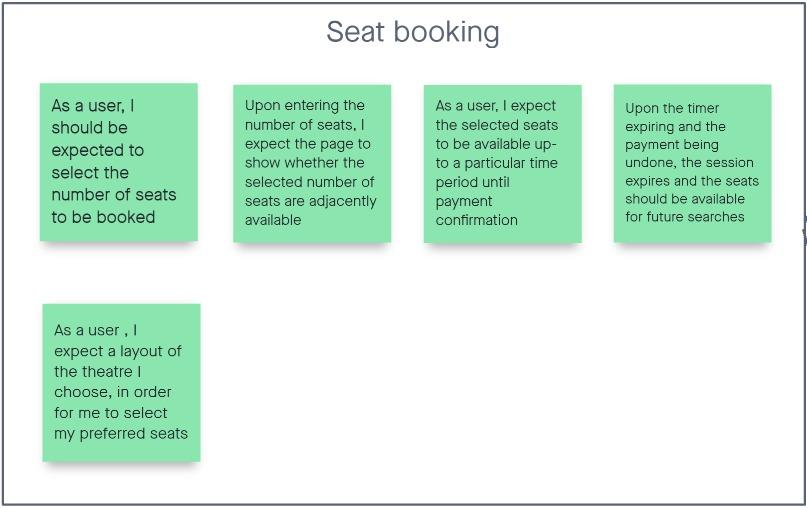 Seat booking
As a user, I
should be
expected to
select the
number of seats
to be booked
Upon entering the
number of seats, I
expect the page to
show whether the
selected number of
seats are adjacently
available
As a user, I expect
the selected seats
to be available up-
to a particular time
period until
payment
confirmation
Upon the timer
expiring and the
payment being
undone, the session
expires and the seats
should be available
for future searches
As a user , I
expect a layout of
the theatre I
choose, in order
for me to select
my preferred seats